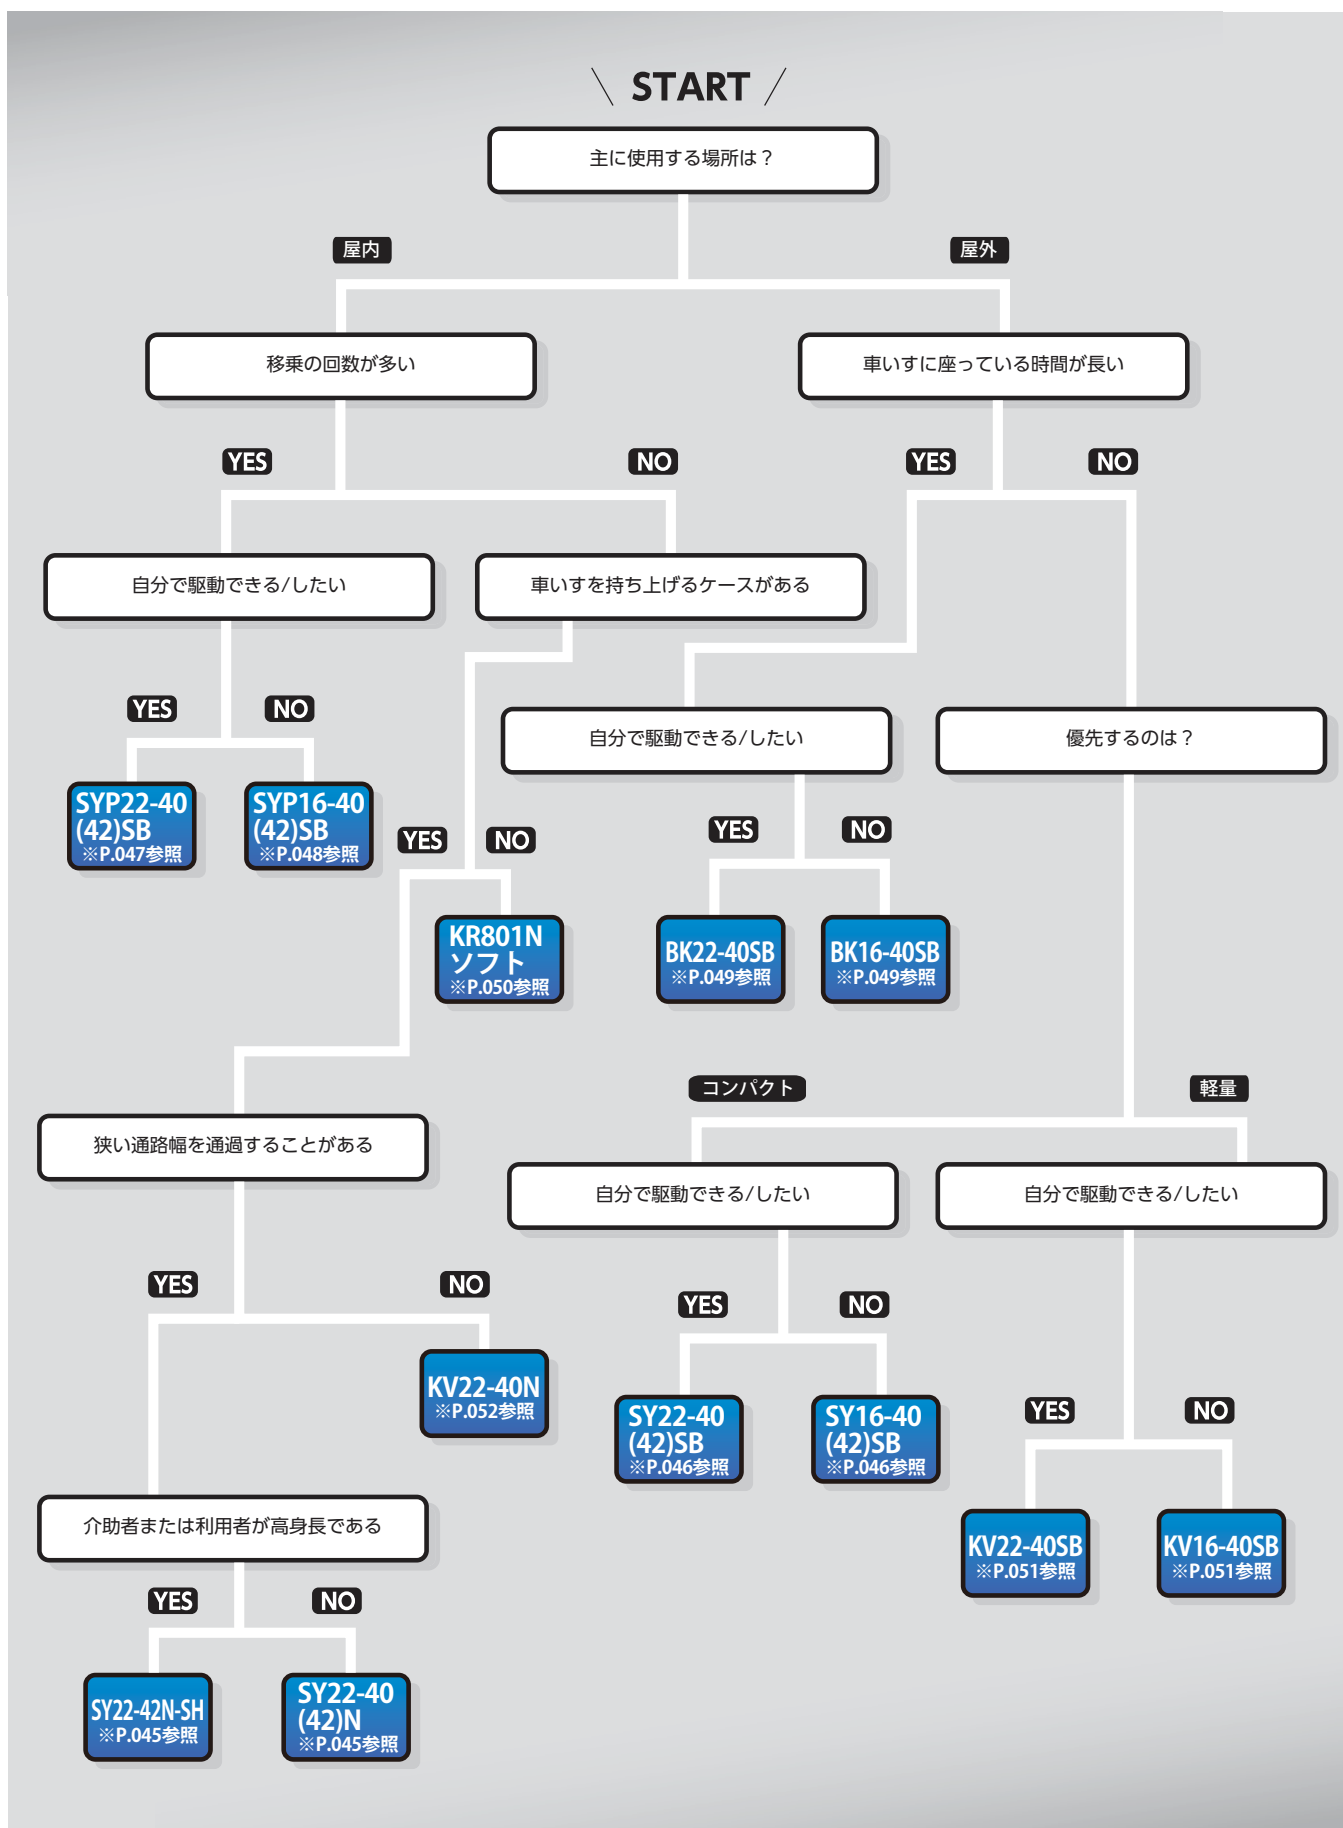 START
主に使用する場所は？
屋内
屋外
移乗の回数が多い
車いすに座っている時間が長い
YES
NO
YES
NO
自分で駆動できる/したい
車いすを持ち上げるケースがある
YES
NO
自分で駆動できる/したい
優先するのは？
SYP22-40
(42)SB
※P.047参照
SYP16-40
(42)SB
※P.048参照
YES
NO
YES
NO
KR801N
ソフト
※P.050参照
BK22-40SB
※P.049参照
BK16-40SB
※P.049参照
コンパクト
軽量
狭い通路幅を通過することがある
自分で駆動できる/したい
自分で駆動できる/したい
YES
NO
YES
NO
KV22-40N
※P.052参照
SY22-40
(42)SB
※P.046参照
SY16-40
(42)SB
※P.046参照
YES
NO
介助者または利用者が高身長である
KV22-40SB
※P.051参照
KV16-40SB
※P.051参照
YES
NO
SY22-42N-SH
※P.045参照
SY22-40
(42)N
※P.045参照